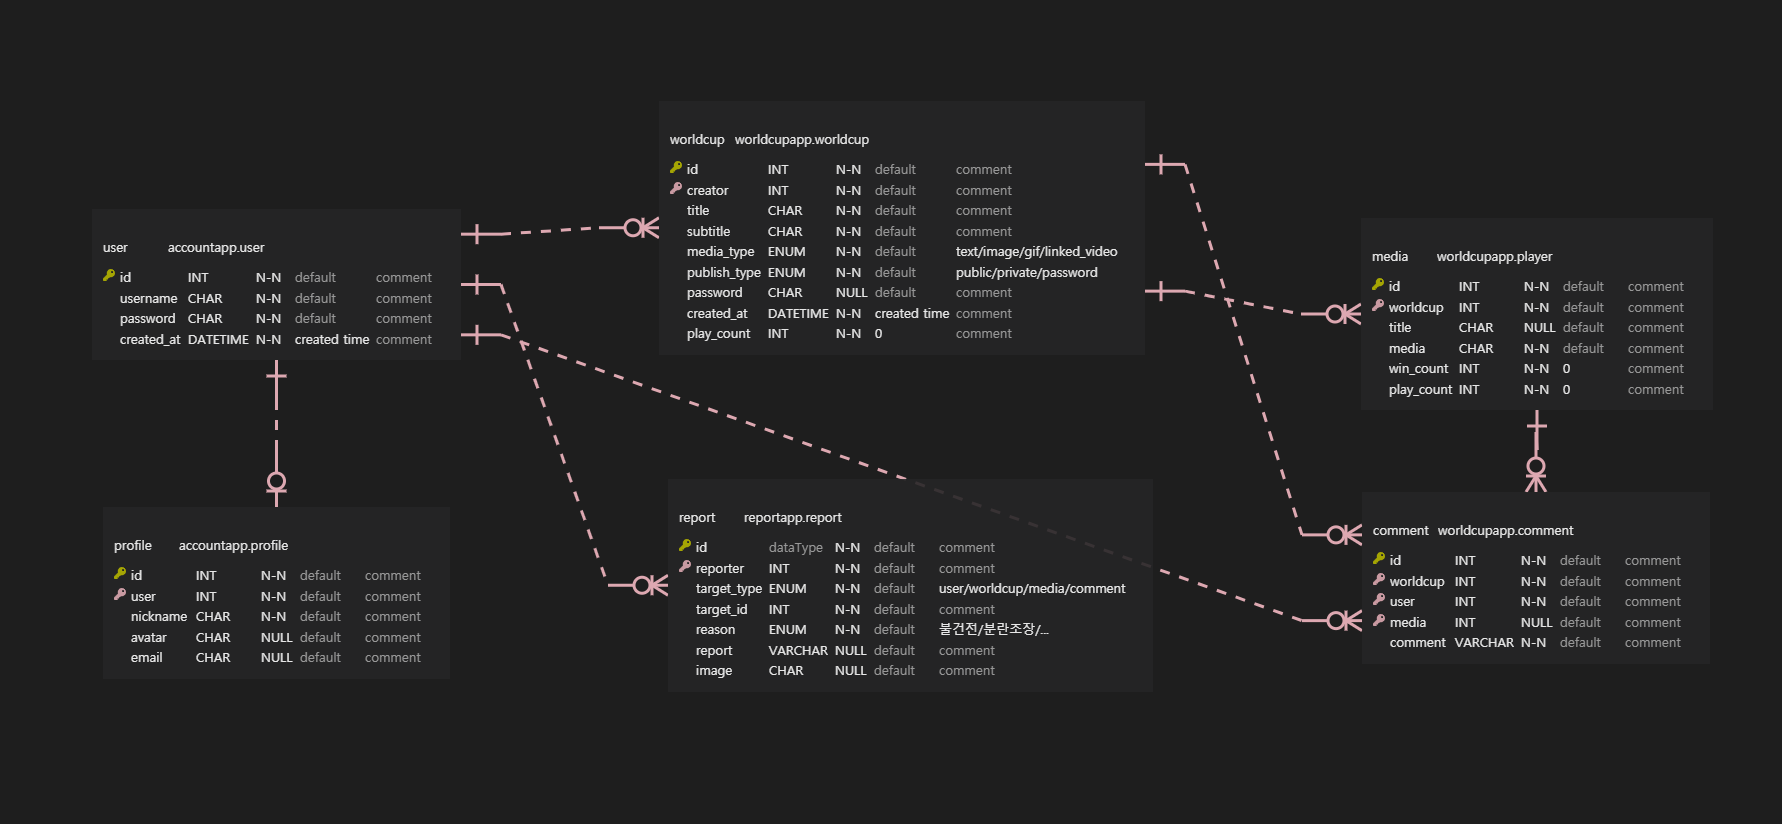 worldcup worldcupapp.worldcup
id INT N-N default comment
creator INT N-N default comment
title CHAR N-N default comment
subtitle CHAR N-N default comment
media_type ENUM N-N default text/image/gif/linked_video
publish_type ENUM N-N default public/private/password
password CHAR NULL default comment
created_at DATETIME N-N created time comment
play_count INT N-N 0 comment
user accountapp.user
id INT N-N default comment
username CHAR N-N default comment
password CHAR N-N default comment
created_at DATETIME N-N created time comment
media worldcupapp.player
id INT N-N default comment
worldcup INT N-N default comment
title CHAR NULL default comment
media CHAR N-N default comment
win_count INT N-N 0 comment
play_count INT N-N 0 comment
profile accountapp.profile
id INT N-N default comment
user INT N-N default comment
nickname CHAR N-N default comment
avatar CHAR NULL default comment
email CHAR NULL default comment
report reportapp.report
id dataType N-N default comment
reporter INT N-N default comment
target_type ENUM N-N default user/worldcup/media/comment
target_id INT N-N default comment
reason ENUM N-N default 불건전/분란조장/...
report VARCHAR NULL default comment
image CHAR NULL default comment
comment worldcupapp.comment
id INT N-N default comment
worldcup INT N-N default comment
user INT N-N default comment
media INT NULL default comment
comment VARCHAR N-N default comment